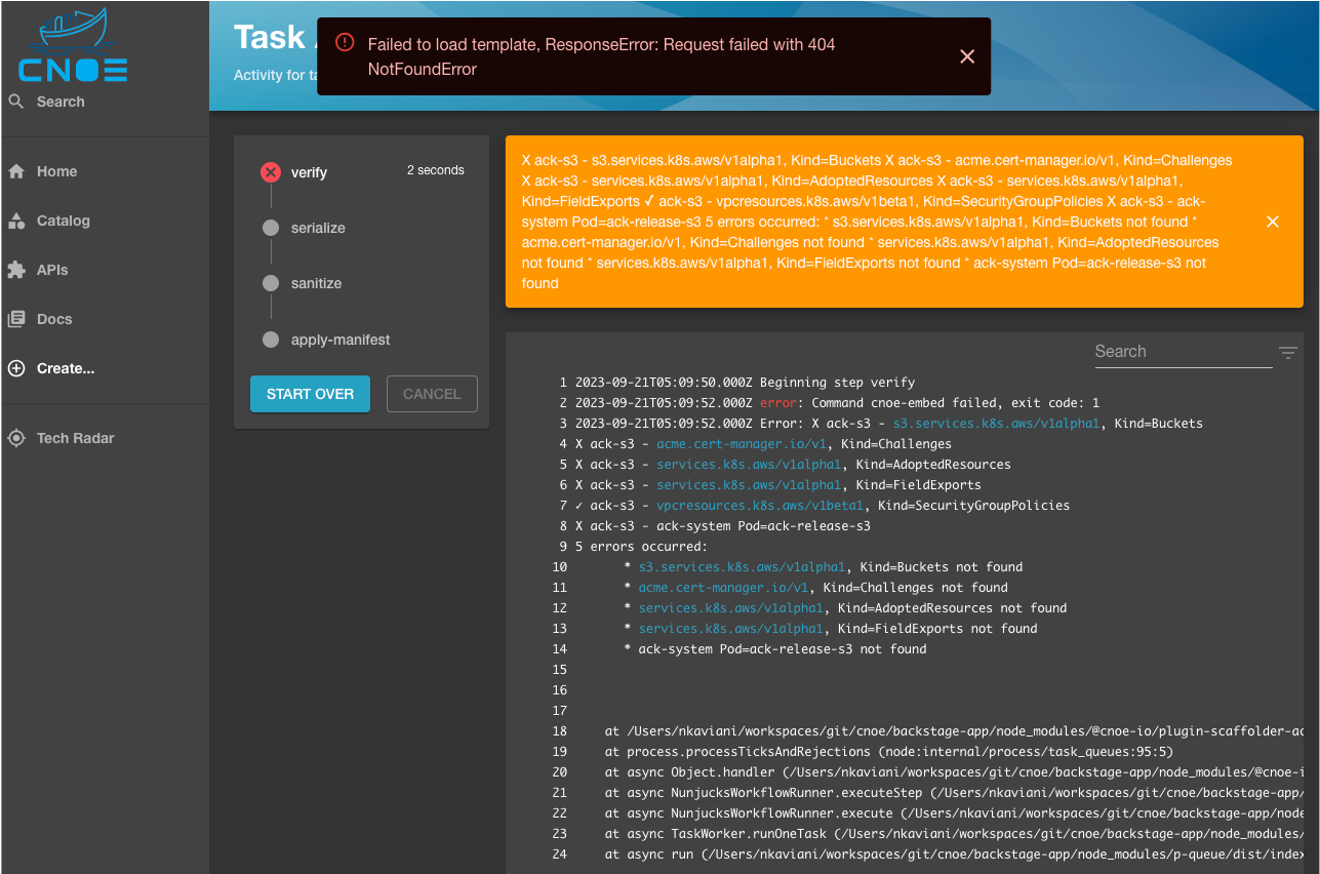 CNOE
Search
Home
Catalog
APIs
Docs
Create...
Tech Radar
Task
Activity for
Failed to load template, ResponseError: Request failed with 404
NotFoundError
verify
2 seconds
serialize
sanitize
apply-manifest
START OVER
CANCEL
X ack-s3 - s3.services.k8s.aws/v1alpha1, Kind=Buckets X ack-s3 - acme.cert-manager.io/v1, Kind=Challenges
X ack-s3 - services.k8s.aws/v1alpha1, Kind=AdoptedResources X ack-s3 - services.k8s.aws/v1alpha1,
Kind=FieldExports ✓ ack-s3 - vpcresources.k8s.aws/v1beta1, Kind=SecurityGroupPolicies X ack-s3 - ack-
system Pod=ack-release-s3 5 errors occurred: * s3.services.k8s.aws/v1alpha1, Kind=Buckets not found *
acme.cert-manager.io/v1, Kind=Challenges not found * services.k8s.aws/v1alpha1, Kind=AdoptedResources
not found * services.k8s.aws/v1alpha1, Kind=FieldExports not found * ack-system Pod=ack-release-s3 not
found
Search
1 2023-09-21T05:09:50.000Z Beginning step verify
2 2023-09-21T05:09:52.000Z error: Command cnoe-embed failed, exit code: 1
3 2023-09-21T05:09:52.000Z Error: X ack-s3 - s3.services.k8s.aws/v1alpha1, Kind=Buckets
4 X ack-s3 - acme.cert-manager.io/v1, Kind=Challenges
5 X ack-s3 - services.k8s.aws/v1alpha1, Kind=AdoptedResources
6 X ack-s3 - services.k8s.aws/v1alpha1, Kind=FieldExports
7 ✓ ack-s3 - vpcresources.k8s.aws/v1beta1, Kind=SecurityGroupPolicies
8 X ack-s3 - ack-system Pod=ack-release-s3
9 5 errors occurred:
10 * s3.services.k8s.aws/v1alpha1, Kind=Buckets not found
11 * acme.cert-manager.io/v1, Kind=Challenges not found
12 * services.k8s.aws/v1alpha1, Kind=AdoptedResources not found
13 * services.k8s.aws/v1alpha1, Kind=FieldExports not found
14 * ack-system Pod=ack-release-s3 not found
15
16
17
18 at /Users/nkaviani/workspaces/git/cnoe/backstage-app/node_modules/@cnoe-io/plugin-scaffolder-ac
19 at process.processTicksAndRejections (node:internal/process/task_queues:95:5)
20 at async Object.handler (/Users/nkaviani/workspaces/git/cnoe/backstage-app/node_modules/@cnoe-i
21 at async NunjucksWorkflowRunner.executeStep (/Users/nkaviani/workspaces/git/cnoe/backstage-app/
22 at async NunjucksWorkflowRunner.execute (/Users/nkaviani/workspaces/git/cnoe/backstage-app/node
23 at async TaskWorker.runOneTask (/Users/nkaviani/workspaces/git/cnoe/backstage-app/node_modules/
24 at async run (/Users/nkaviani/workspaces/git/cnoe/backstage-app/node_modules/p-queue/dist/index